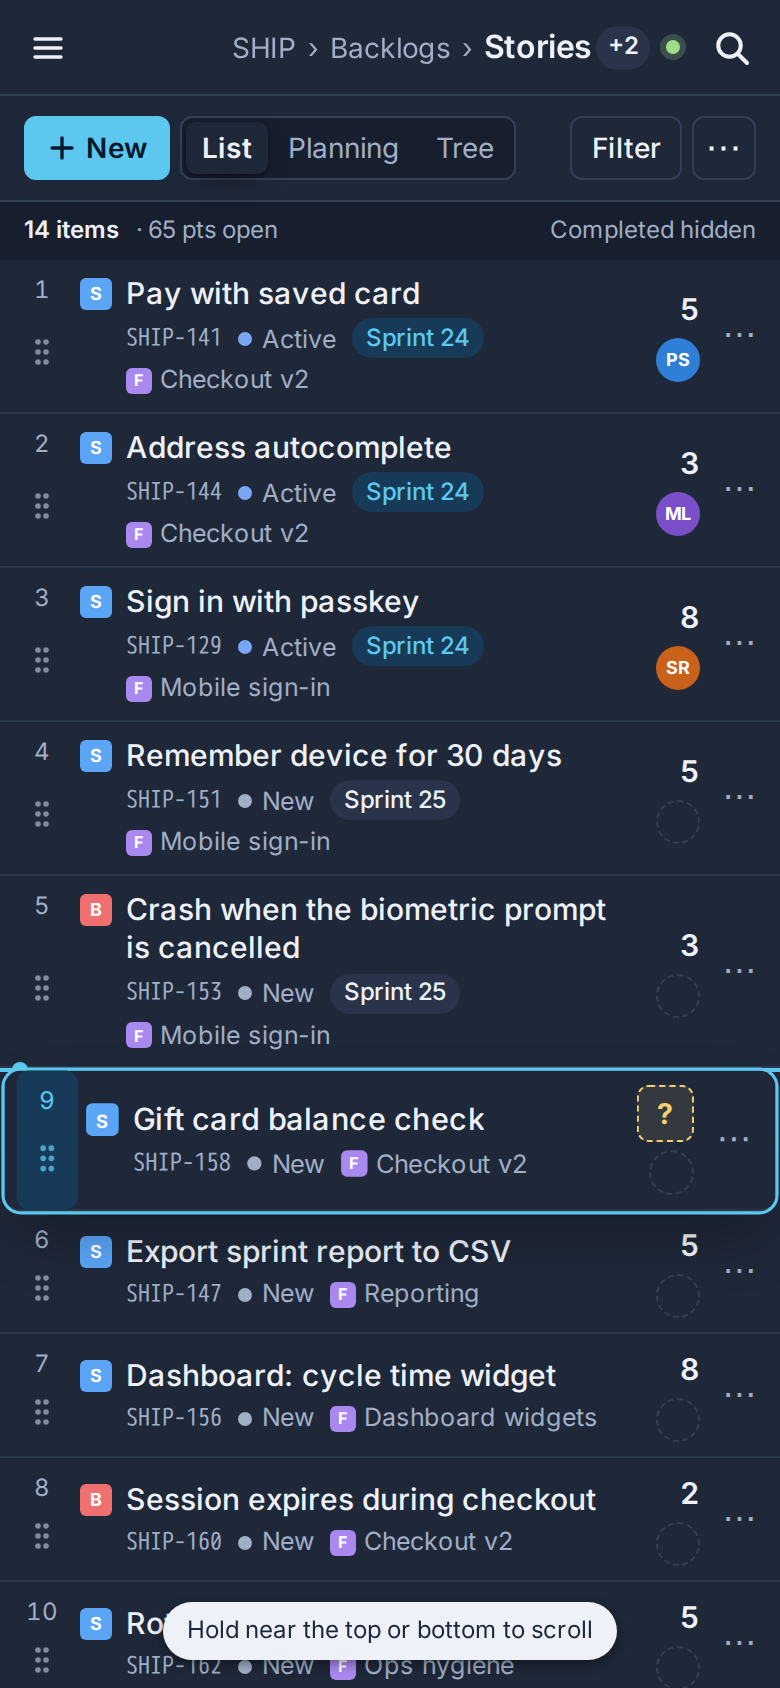 SHIP › Backlogs › Stories +2
+ New List Planning Tree Filter ...
14 items · 65 pts open Completed hidden
1 S Pay with saved card 5 ...
SHIP-141 Active Sprint 24 PS
F Checkout v2
2 S Address autocomplete 3 ...
SHIP-144 Active Sprint 24 ML
F Checkout v2
3 S Sign in with passkey 8 ...
SHIP-129 Active Sprint 24 SR
F Mobile sign-in
4 S Remember device for 30 days 5 ...
SHIP-151 New Sprint 25
F Mobile sign-in
5 B Crash when the biometric prompt
is cancelled 3 ...
SHIP-153 New Sprint 25
F Mobile sign-in
9 S Gift card balance check ? ...
SHIP-158 New F Checkout v2
6 S Export sprint report to CSV 5 ...
SHIP-147 New F Reporting
7 S Dashboard: cycle time widget 8 ...
SHIP-156 New F Dashboard widgets
8 B Session expires during checkout 2 ...
SHIP-160 New F Checkout v2
10 S 5 ...
Hold near the top or bottom to scroll
SHIP-162 New F Ops hygiene